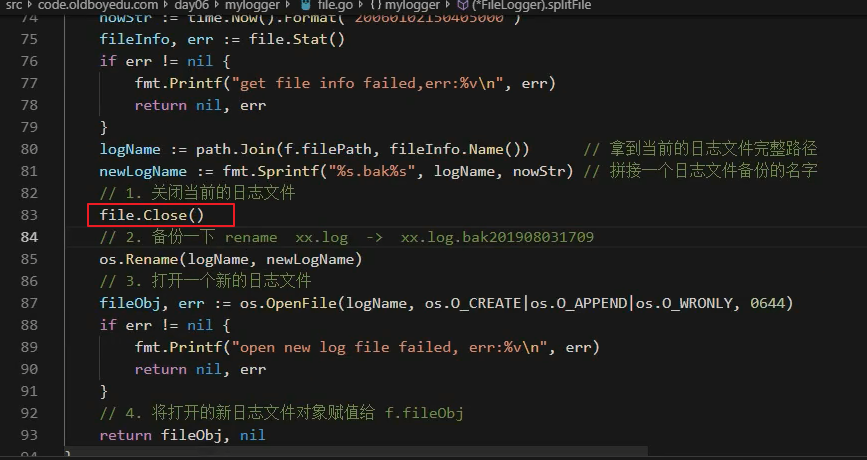 src > code.oldboyedu.com > day06 > mylogger > file.go > {} mylogger > (*FileLogger).splitFile
74 nowStr := time.Now().Format("20060102150405000")
75 fileInfo, err := file.Stat()
76 if err != nil {
77 fmt.Printf("get file info failed,err:%v\n", err)
78 return nil, err
79 }
80 logName := path.Join(f.filePath, fileInfo.Name()) // 拿到当前的日志文件完整路径
81 newLogName := fmt.Sprintf("%s.bak%s", logName, nowStr) // 拼接一个日志文件备份的名字
82 // 1. 关闭当前的日志文件
83 file.Close()
84 // 2. 备份一下 rename xx.log -> xx.log.bak201908031709
85 os.Rename(logName, newLogName)
86 // 3. 打开一个新的日志文件
87 fileObj, err := os.OpenFile(logName, os.O_CREATE|os.O_APPEND|os.O_WRONLY, 0644)
88 if err != nil {
89 fmt.Printf("open new log file failed, err:%v\n", err)
90 return nil, err
91 }
92 // 4. 将打开的新日志文件对象赋值给 f.fileObj
93 return fileObj, nil
94 }